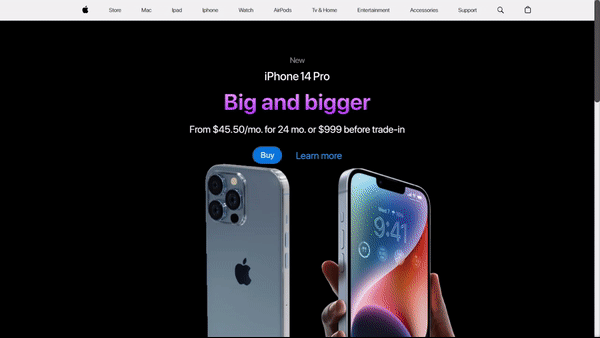 Store Mac Ipad Iphone Watch AirPods Tv & Home Entertainment Accessories Support
New
iPhone 14 Pro
Big and bigger
From $45.50/mo. for 24 mo. or $999 before trade-in
Buy Learn more
9:41